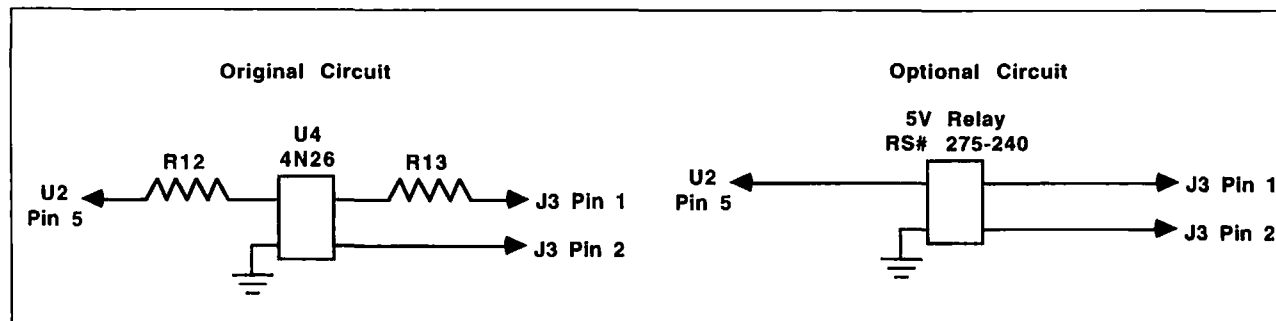 Original Circuit
U4
4N26
R12
R13
U2
Pin 5
J3 Pin 1
J3 Pin 2
Optional Circuit
5V Relay
RS# 275-240
U2
Pin 5
J3 Pin 1
J3 Pin 2